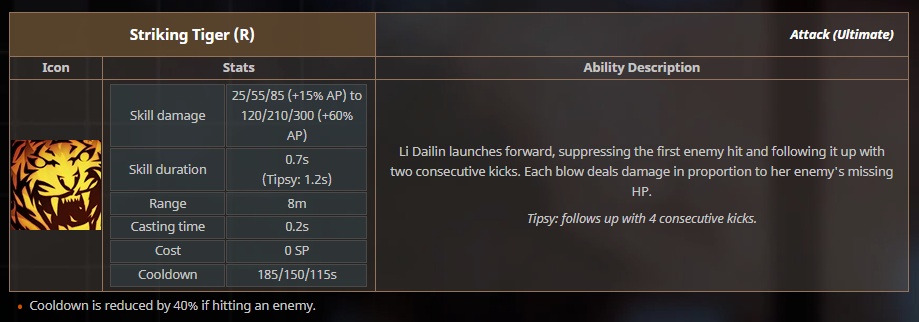 Striking Tiger (R)
Attack (Ultimate)
Icon
Stats
Ability Description
Skill damage
25/55/85 (+15% AP) to
120/210/300 (+60%
AP)
Skill duration
0.7s
(Tipsy: 1.2s)
Range
8m
Casting time
0.2s
Cost
0 SP
Cooldown
185/150/115s
Li Dailin launches forward, suppressing the first enemy hit and following it up with
two consecutive kicks. Each blow deals damage in proportion to her enemy's missing
HP.
Tipsy: follows up with 4 consecutive kicks.
• Cooldown is reduced by 40% if hitting an enemy.